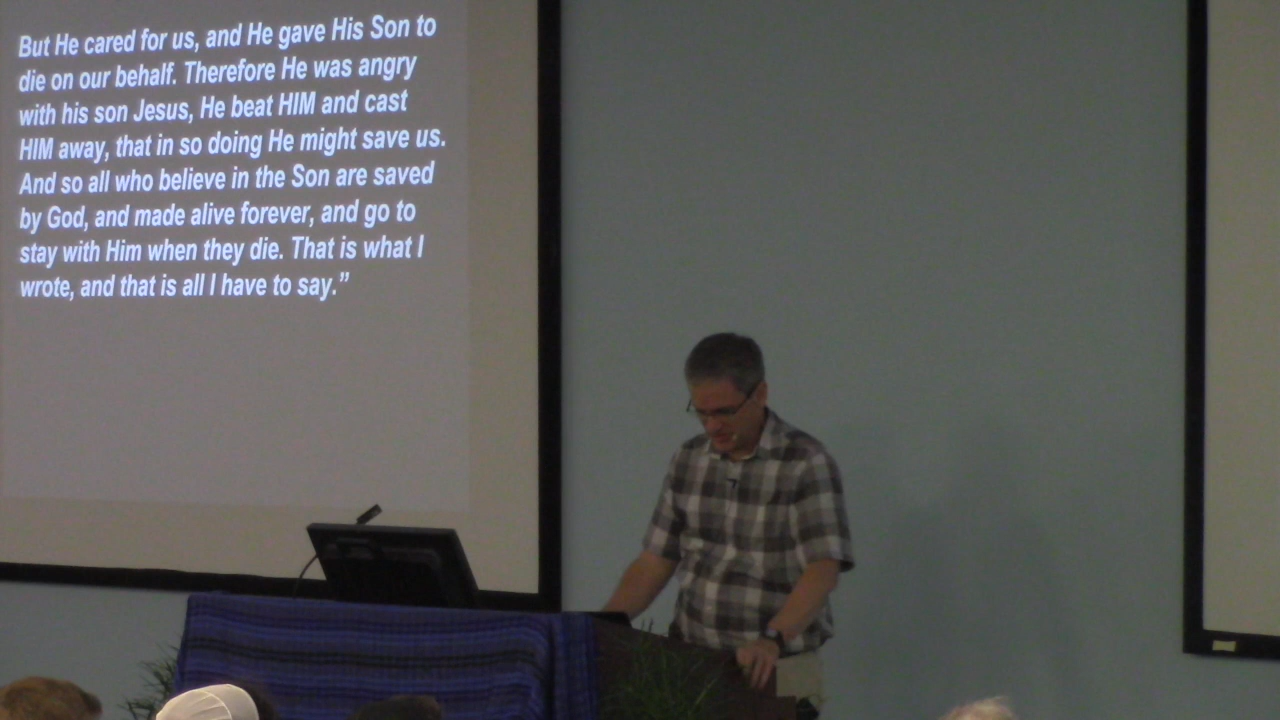 But He cared for us, and He gave His Son to
die on our behalf. Therefore He was angry
with his son Jesus, He beat HIM and cast
HIM away, that in so doing He might save us.
And so all who believe in the Son are saved
by God, and made alive forever, and go to
stay with Him when they die. That is what I
wrote, and that is all I have to say.”